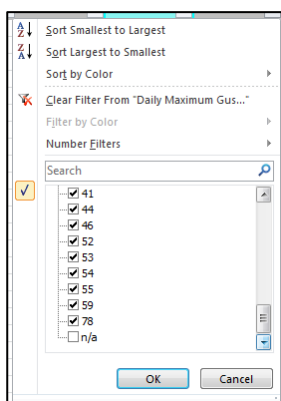 Sort Smallest to Largest
Sort Largest to Smallest
Sort by Color
Clear Filter From "Daily Maximum Gus..."
Filter by Color
Number Filters
Search
41
44
46
52
53
54
55
59
78
n/a
OK
Cancel